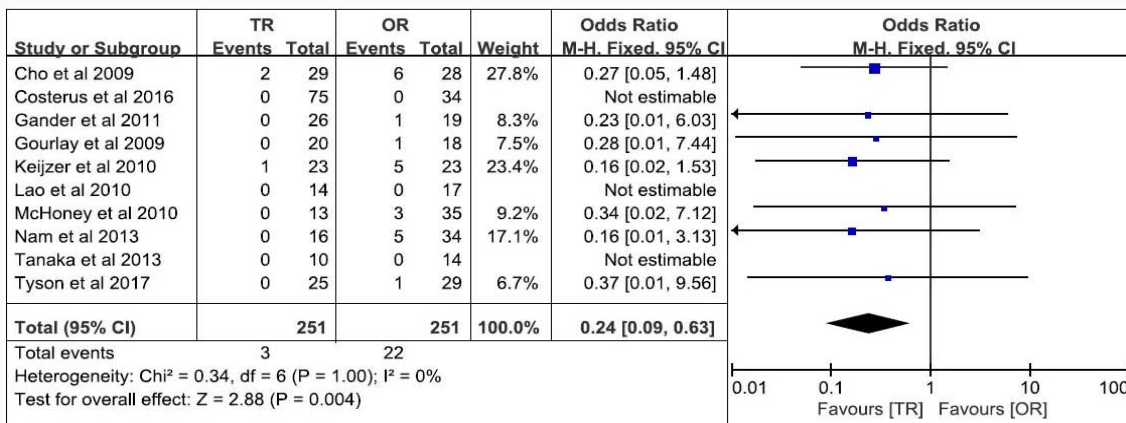 TR OR Odds Ratio Odds Ratio
Study or Subgroup Events Total Events Total Weight M-H. Fixed. 95% CI M-H. Fixed. 95% CI
Cho et al 2009 2 29 6 28 27.8% 0.27 [0.05, 1.48]
Costerus et al 2016 0 75 0 34 Not estimable
Gander et al 2011 0 26 1 19 8.3% 0.23 [0.01, 6.03]
Gourlay et al 2009 0 20 1 18 7.5% 0.28 [0.01, 7.44]
Keijzer et al 2010 1 23 5 23 23.4% 0.16 [0.02, 1.53]
Lao et al 2010 0 14 0 17 Not estimable
McHoney et al 2010 0 13 3 35 9.2% 0.34 [0.02, 7.12]
Nam et al 2013 0 16 5 34 17.1% 0.16 [0.01, 3.13]
Tanaka et al 2013 0 10 0 14 Not estimable
Tyson et al 2017 0 25 1 29 6.7% 0.37 [0.01, 9.56]
Total (95% CI) 251 251 100.0% 0.24 [0.09, 0.63]
Total events 3 22
Heterogeneity: Chi² = 0.34, df = 6 (P = 1.00); I² = 0%
Test for overall effect: Z = 2.88 (P = 0.004)
0.01 0.1 1 10 100
Favours [TR] Favours [OR]